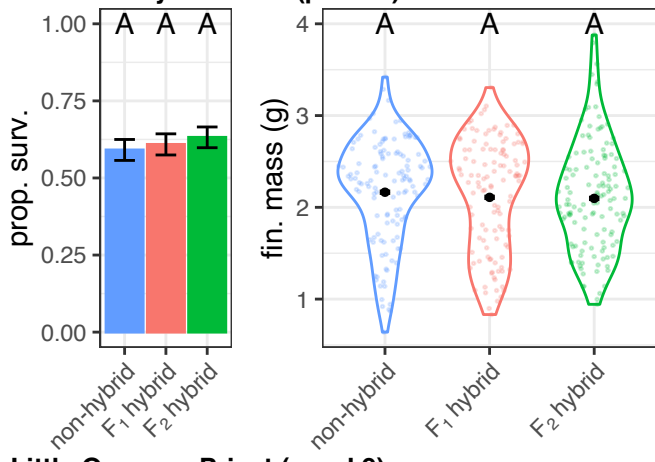 1.00
0.75
0.50
0.25
0.00
prop. surv.
A A A
non-hybrid
F₁ hybrid
F₂ hybrid
4
3
2
1
fin. mass (g)
A A A
non-hybrid
F₁ hybrid
F₂ hybrid